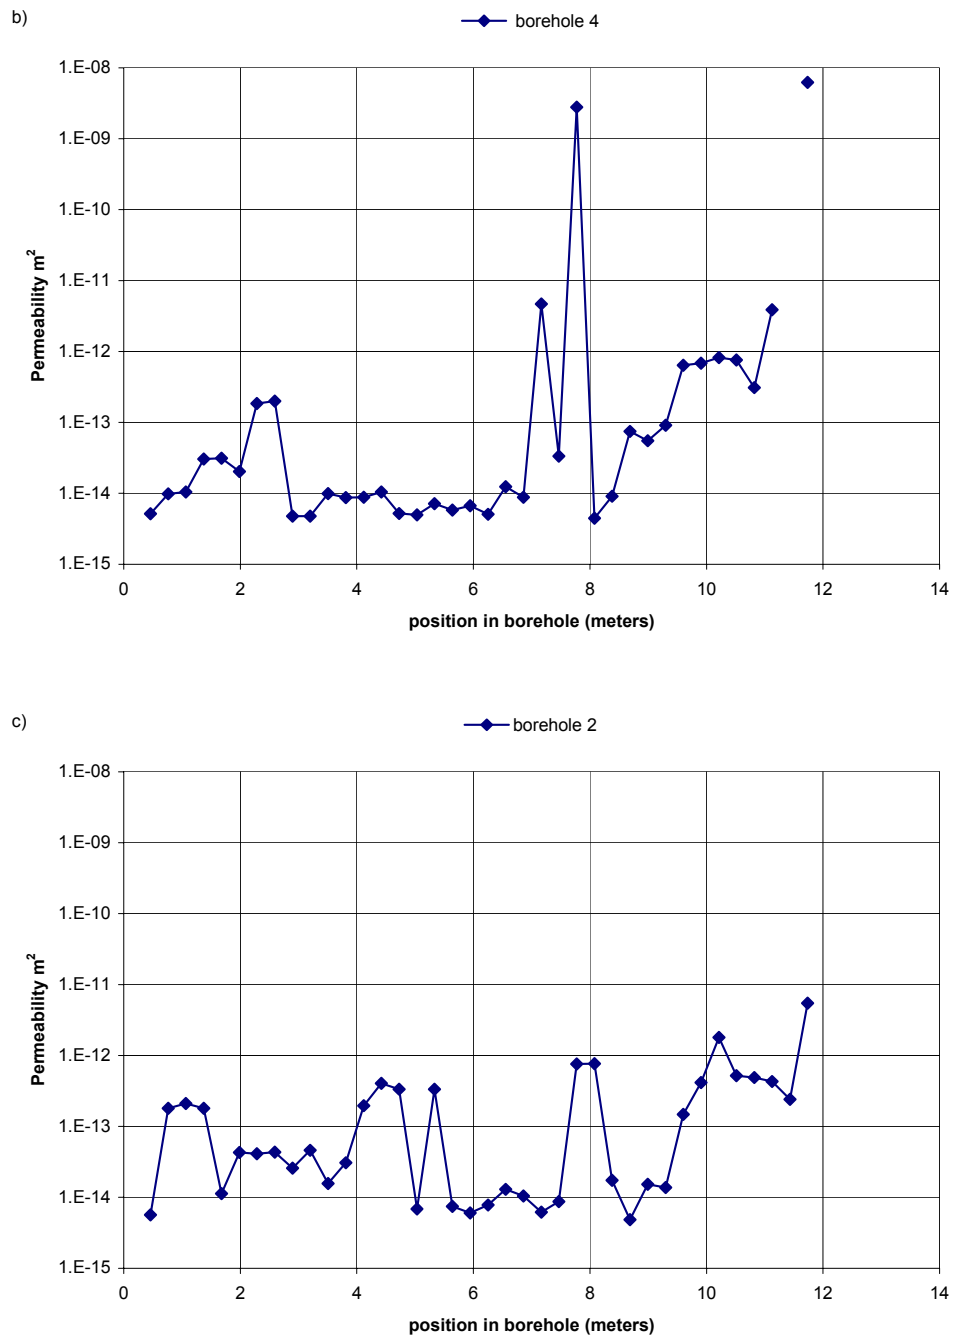 b)
borehole 4
1.E-08
1.E-09
1.E-10
1.E-11
1.E-12
1.E-13
1.E-14
1.E-15
Permeability m²
0 2 4 6 8 10 12 14
position in borehole (meters)
c)
borehole 2
1.E-08
1.E-09
1.E-10
1.E-11
1.E-12
1.E-13
1.E-14
1.E-15
Permeability m²
0 2 4 6 8 10 12 14
position in borehole (meters)